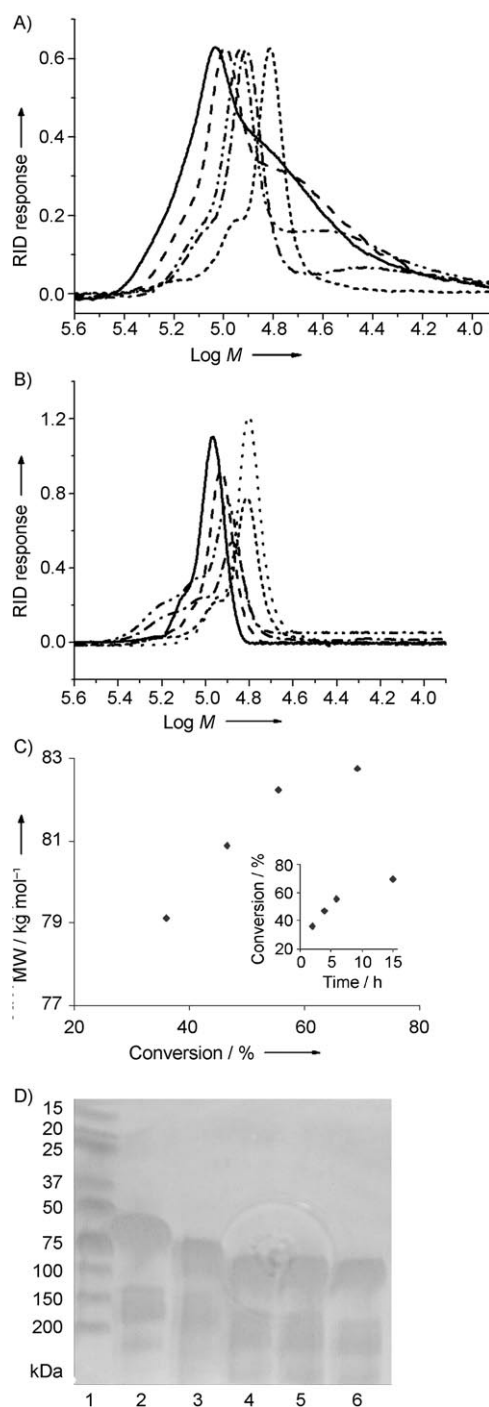 A)
RID response
0.6
0.4
0.2
0.0
5.6 5.4 5.2 5.0 4.8 4.6 4.4 4.2 4.0
Log M
B)
RID response
1.2
0.8
0.4
0.0
5.6 5.4 5.2 5.0 4.8 4.6 4.4 4.2 4.0
Log M
C)
MW / kg mol⁻¹
83
81
79
77
20 40 60 80
Conversion / %
Conversion / %
80
60
40
20
0 5 10 15
Time / h
D)
15
20
25
37
50
75
100
150
200
kDa
1 2 3 4 5 6